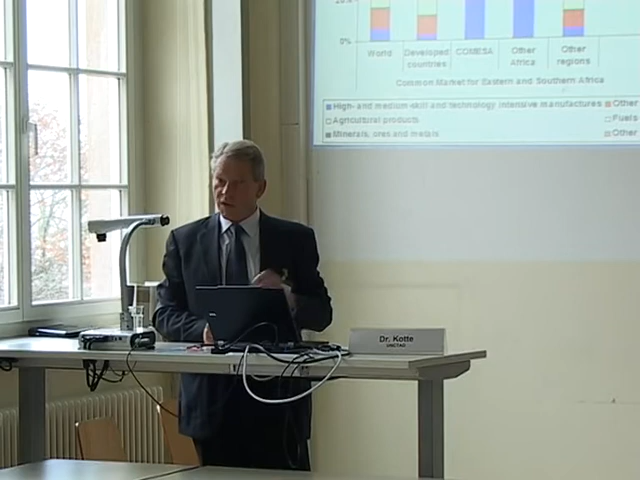 0%
World
Developed
countries
COMESA
Other
Africa
Other
regions
Common Market for Eastern and Southern Africa
High- and medium-skill and technology intensive manufactures
Other
Agricultural products
Fuels
Minerals, ores and metals
Other
Dr. Kotte
UNCTAD